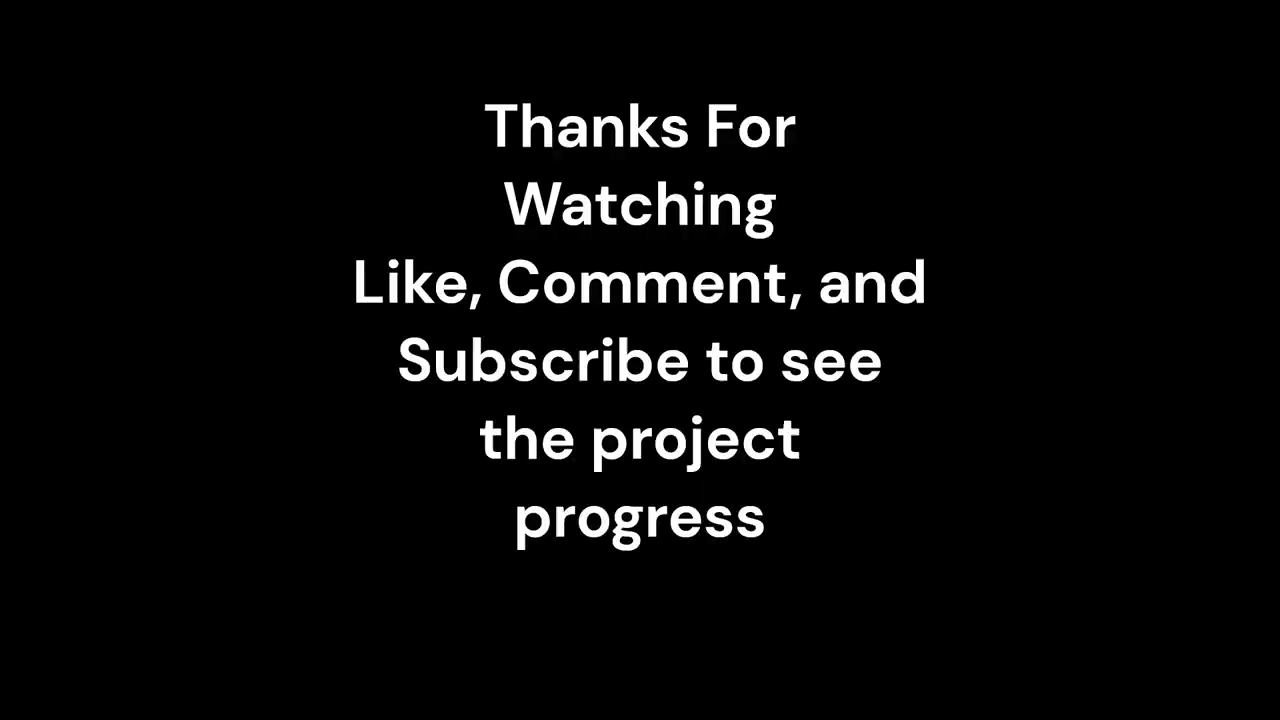 Thanks For
Watching
Like, Comment, and
Subscribe to see
the project
progress